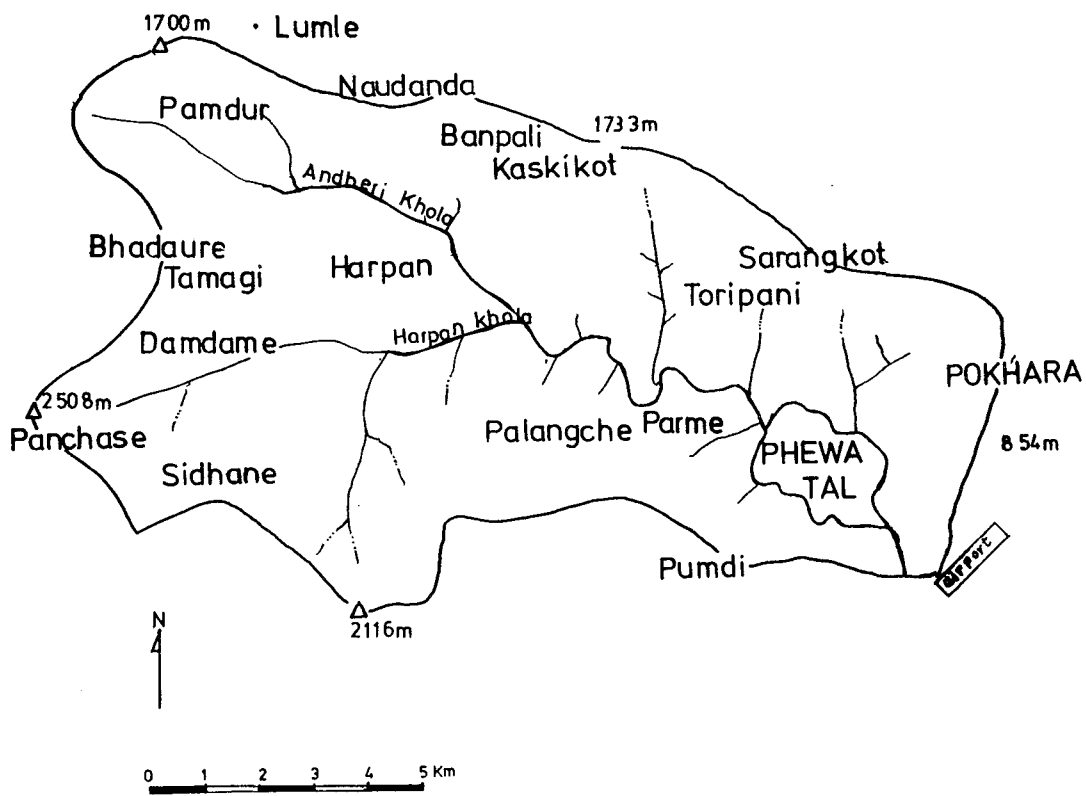 1700m
Lumle
Naudanda
Pamdur
Banpali
1733m
Kaskikot
Andheri Khola
Bhadaure
Tamagi
Harpan
Sarangkot
Toripani
Harpan khola
Damdame
POKHARA
2508m
Panchase
Palangche
Parme
854m
PHEWA
TAL
Sidhane
airport
Pumdi
2116m
N
0 1 2 3 4 5 Km